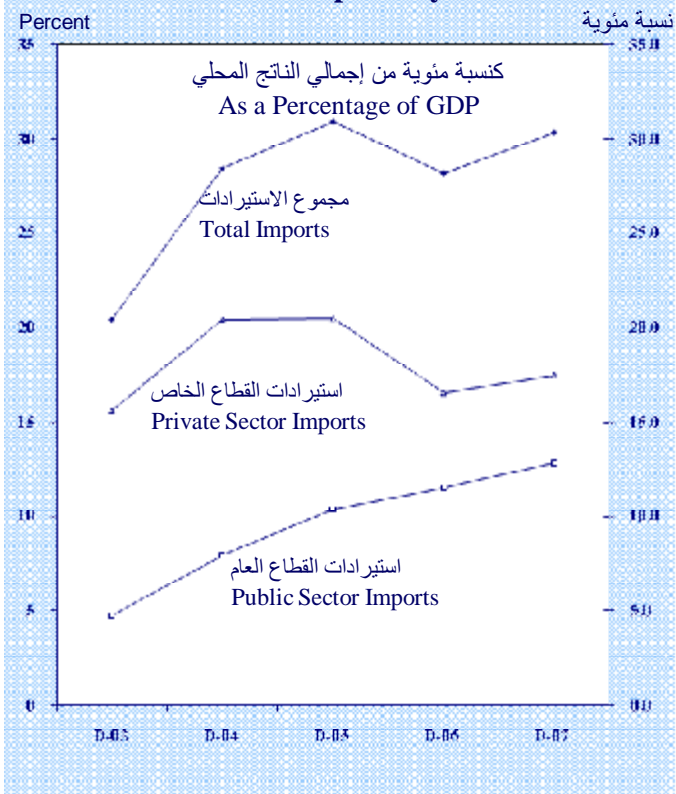 Percent نسبة مئوية
كنسبة مئوية من إجمالي الناتج المحلي
As a Percentage of GDP
مجموع الاستيرادات
Total Imports
استيرادات القطاع الخاص
Private Sector Imports
استيرادات القطاع العام
Public Sector Imports
35 35.0
30 30.0
25 25.0
20 20.0
15 15.0
10 10.0
5 5.0
0 0.0
D-03 D-04 D-05 D-06 D-07